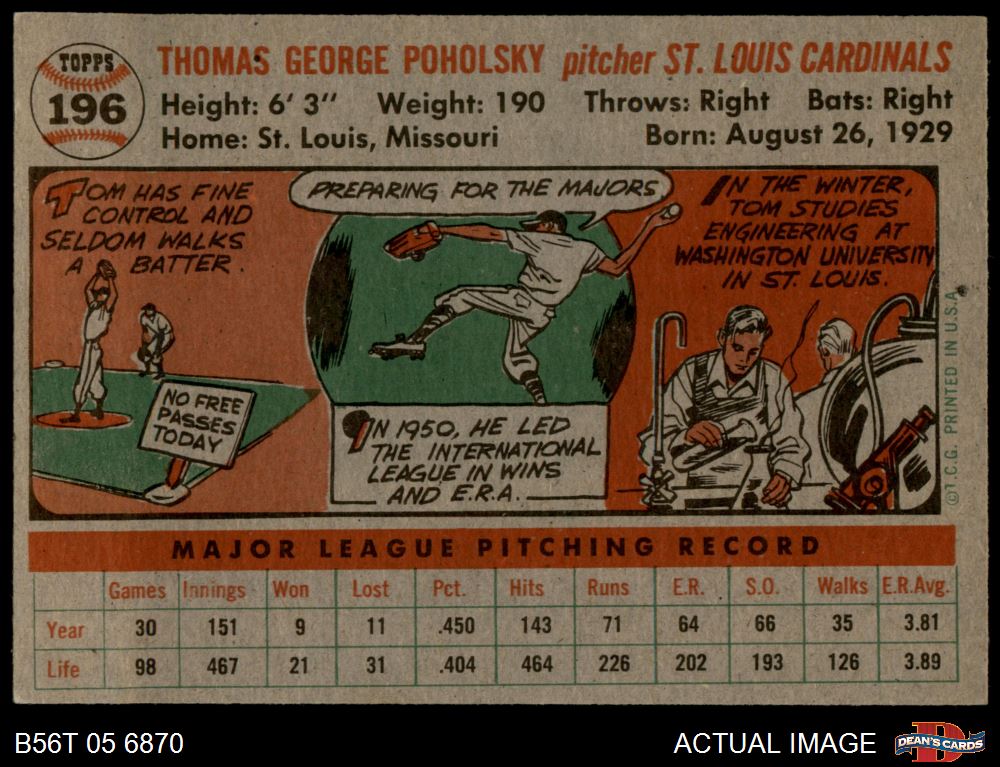 TOPPS
196
THOMAS GEORGE POHOLSKY pitcher ST. LOUIS CARDINALS
Height: 6' 3" Weight: 190 Throws: Right Bats: Right
Home: St. Louis, Missouri Born: August 26, 1929
TOM HAS FINE
CONTROL AND
SELDOM WALKS
A BATTER.
NO FREE
PASSES
TODAY
PREPARING FOR THE MAJORS
IN 1950, HE LED
THE INTERNATIONAL
LEAGUE IN WINS
AND E.R.A.
IN THE WINTER,
TOM STUDIES
ENGINEERING AT
WASHINGTON UNIVERSITY
IN ST. LOUIS.
©T.C.G. PRINTED IN U.S.A.
MAJOR LEAGUE PITCHING RECORD
Games Innings Won Lost Pct. Hits Runs E.R. S.O. Walks E.R.Avg.
Year 30 151 9 11 .450 143 71 64 66 35 3.81
Life 98 467 21 31 .404 464 226 202 193 126 3.89
B56T 05 6870
ACTUAL IMAGE
D
DEAN'S CARDS